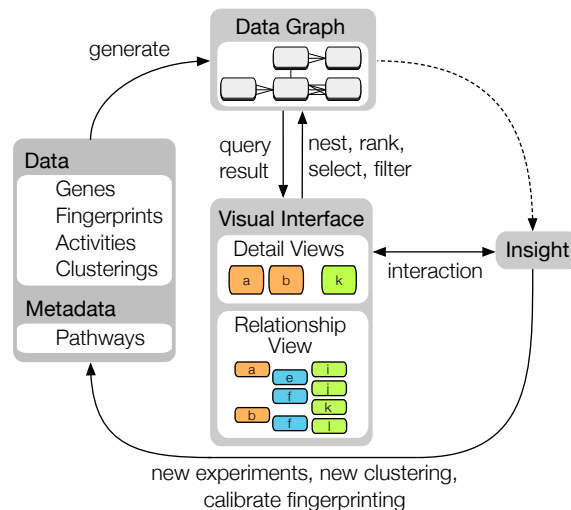 Data Graph
generate
query
result
nest, rank,
select, filter
Data
Genes
Fingerprints
Activities
Clusterings
Metadata
Pathways
Visual Interface
Detail Views
a b k
interaction
Insight
Relationship
View
a
e
f
b
f
i
j
k
l
new experiments, new clustering,
calibrate fingerprinting